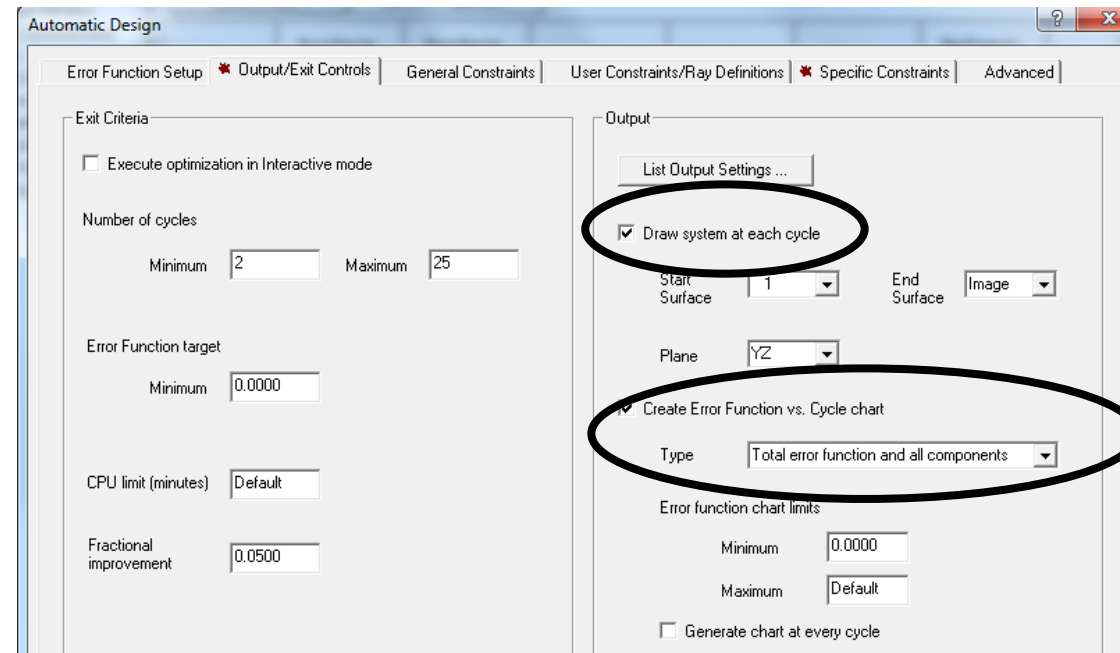 Automatic Design
?
X
Error Function Setup
Output/Exit Controls
General Constraints
User Constraints/Ray Definitions
Specific Constraints
Advanced
Exit Criteria
Execute optimization in Interactive mode
Number of cycles
Minimum 2 Maximum 25
Error Function target
Minimum 0.0000
CPU limit (minutes) Default
Fractional
improvement 0.0500
Output
List Output Settings ...
Draw system at each cycle
Start
Surface 1
End
Surface Image
Plane YZ
Create Error Function vs. Cycle chart
Type Total error function and all components
Error function chart limits
Minimum 0.0000
Maximum Default
Generate chart at every cycle